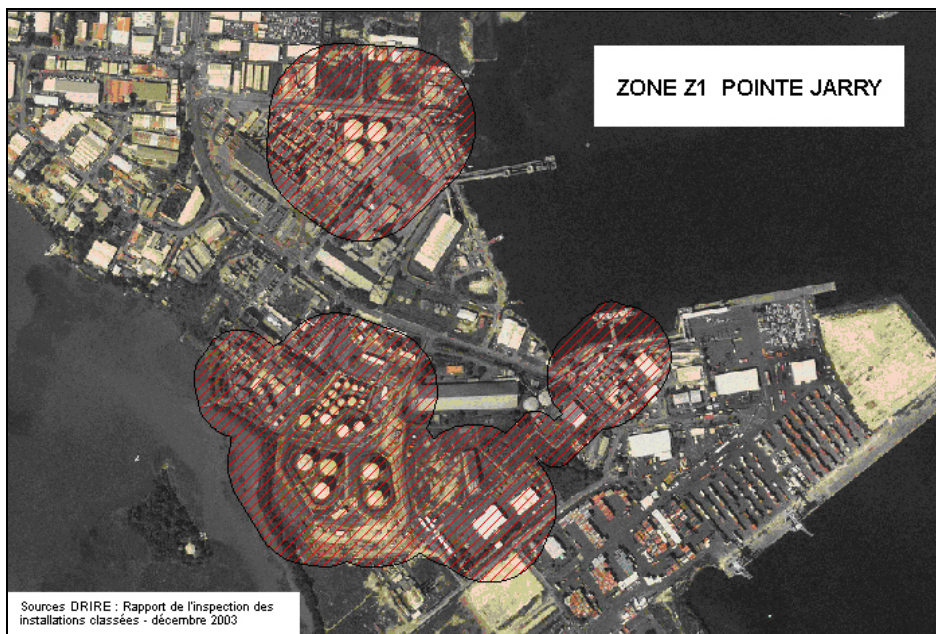 ZONE Z1 POINTE JARRY
Sources DRIRE : Rapport de l'inspection des
installations classées - décembre 2003